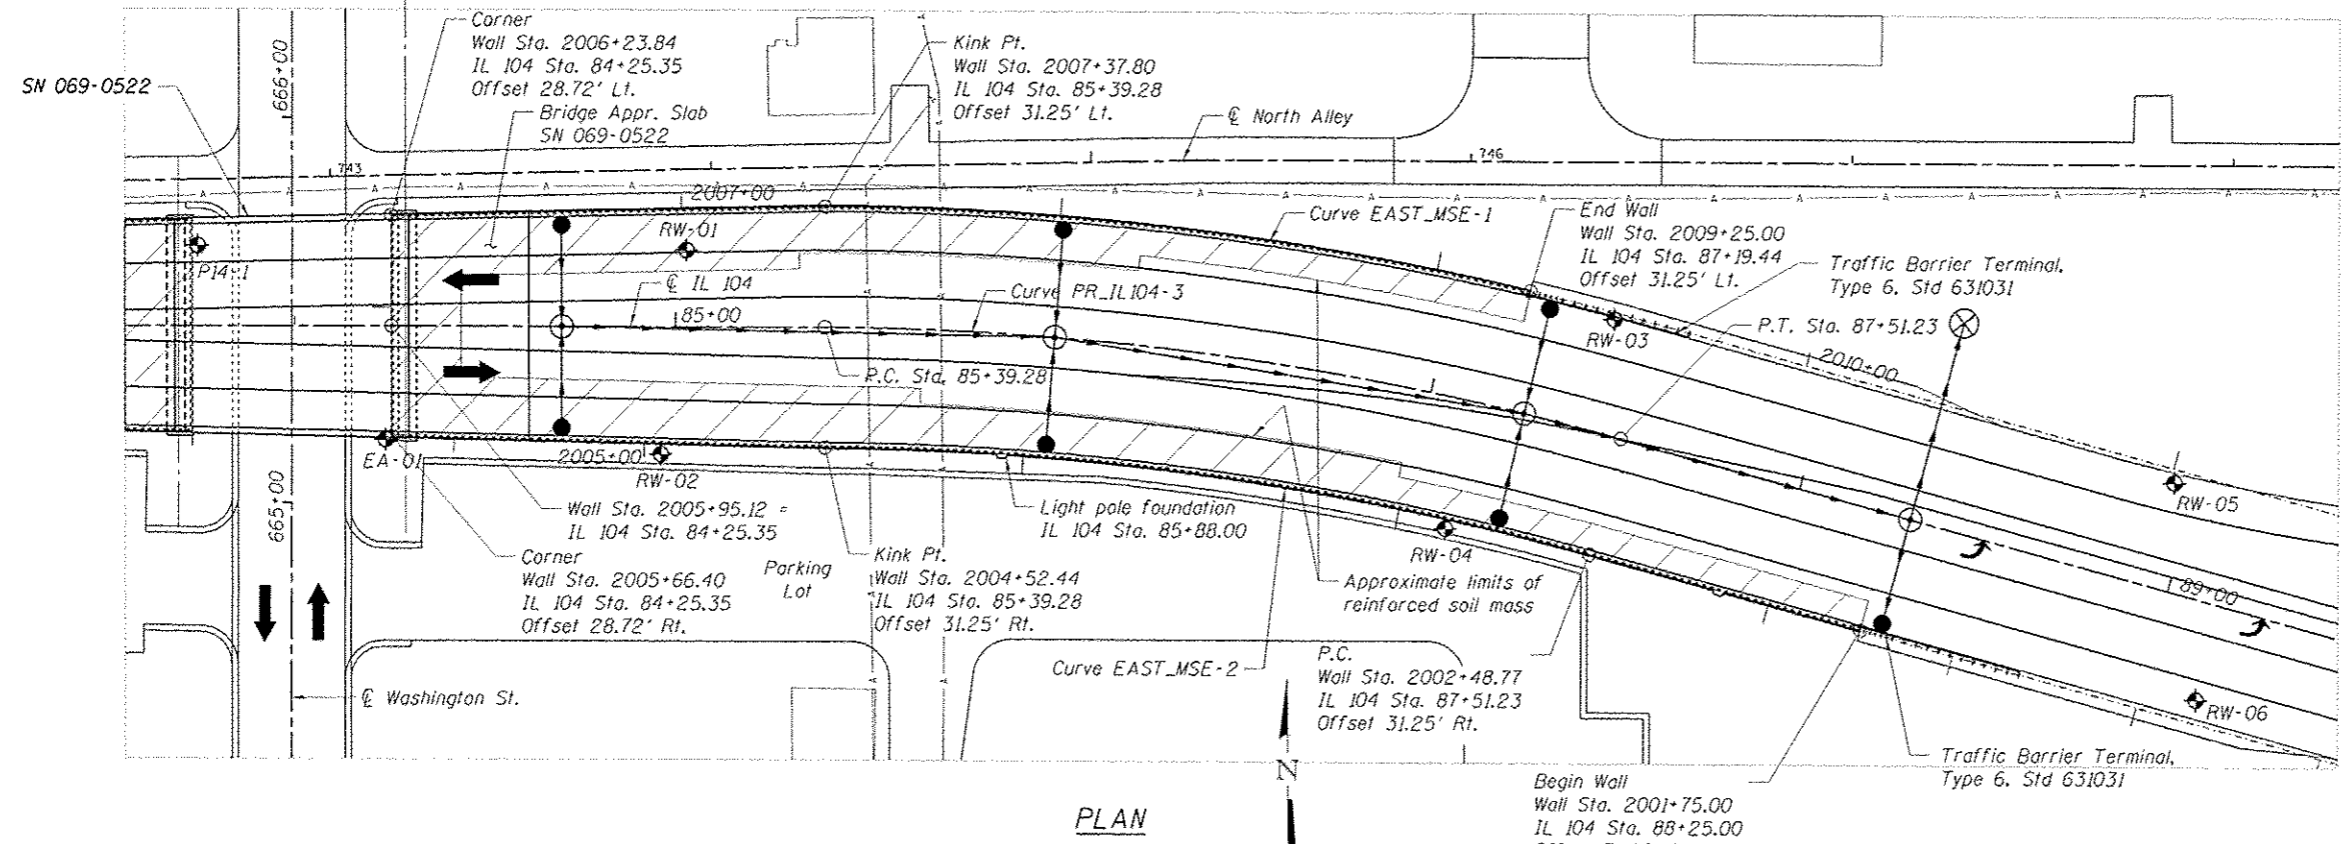 Corner
Wall Sta. 2006+23.84
IL 104 Sta. 84+25.35
Offset 28.72' Lt.
Bridge Appr. Slab
SN 069-0522
SN 069-0522
666+00
Kink Pt.
Wall Sta. 2007+37.80
IL 104 Sta. 85+39.28
Offset 31.25' Lt.
℄ North Alley
743
746
2007+00
Curve EAST_MSE-1
End Wall
Wall Sta. 2009+25.00
IL 104 Sta. 87+19.44
Offset 31.25' Lt.
Traffic Barrier Terminal,
Type 6, Std 631031
P14-1
RW-01
℄ IL 104
Curve PR_IL104-3
85+00
P.C. Sta. 85+39.28
RW-03
P.T. Sta. 87+51.23
2010+00
EA-01
2005+00
RW-02
665+00
Wall Sta. 2005+95.12 =
IL 104 Sta. 84+25.35
Light pole foundation
IL 104 Sta. 85+88.00
RW-04
RW-05
Corner
Wall Sta. 2005+66.40
IL 104 Sta. 84+25.35
Offset 28.72' Rt.
Parking
Lot
Kink Pt.
Wall Sta. 2004+52.44
IL 104 Sta. 85+39.28
Offset 31.25' Rt.
Approximate limits of
reinforced soil mass
89+00
Curve EAST_MSE-2
P.C.
Wall Sta. 2002+48.77
IL 104 Sta. 87+51.23
Offset 31.25' Rt.
℄ Washington St.
RW-06
Traffic Barrier Terminal,
Type 6, Std 631031
N
Begin Wall
Wall Sta. 2001+75.00
IL 104 Sta. 88+25.00
PLAN